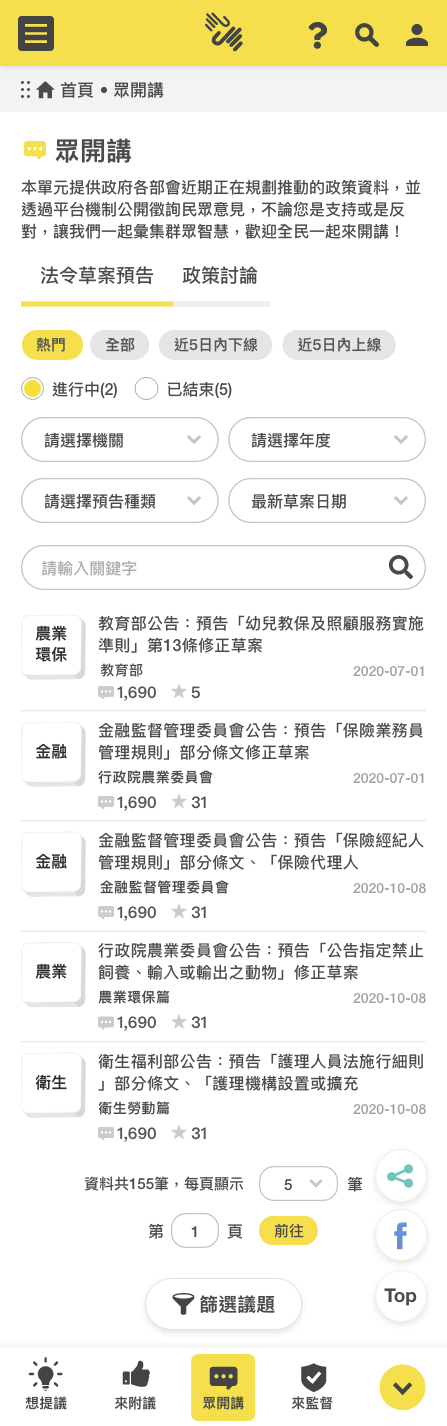 首頁 • 眾開講
眾開講
本單元提供政府各部會近期正在規劃推動的政策資料，並
透過平台機制公開徵詢民眾意見，不論您是支持或是反
對，讓我們一起彙集群眾智慧，歡迎全民一起來開講！
法令草案預告 政策討論
熱門 全部 近5日內下線 近5日內上線
進行中(2) 已結束(5)
請選擇機關 請選擇年度
請選擇預告種類 最新草案日期
請輸入關鍵字
農業
環保
教育部公告：預告「幼兒教保及照顧服務實施
準則」第13條修正草案
教育部 2020-07-01
1,690 5
金融
金融監督管理委員會公告：預告「保險業務員
管理規則」部分條文修正草案
行政院農業委員會 2020-07-01
1,690 31
金融
金融監督管理委員會公告：預告「保險經紀人
管理規則」部分條文、「保險代理人
金融監督管理委員會 2020-10-08
1,690 31
農業
行政院農業委員會公告：預告「公告指定禁止
飼養、輸入或輸出之動物」修正草案
農業環保篇 2020-10-08
1,690 31
衛生
衛生福利部公告：預告「護理人員法施行細則
」部分條文、「護理機構設置或擴充
衛生勞動篇 2020-10-08
1,690 31
資料共155筆，每頁顯示 5 筆
第 1 頁 前往
Top
篩選議題
想提議 來附議 眾開講 來監督